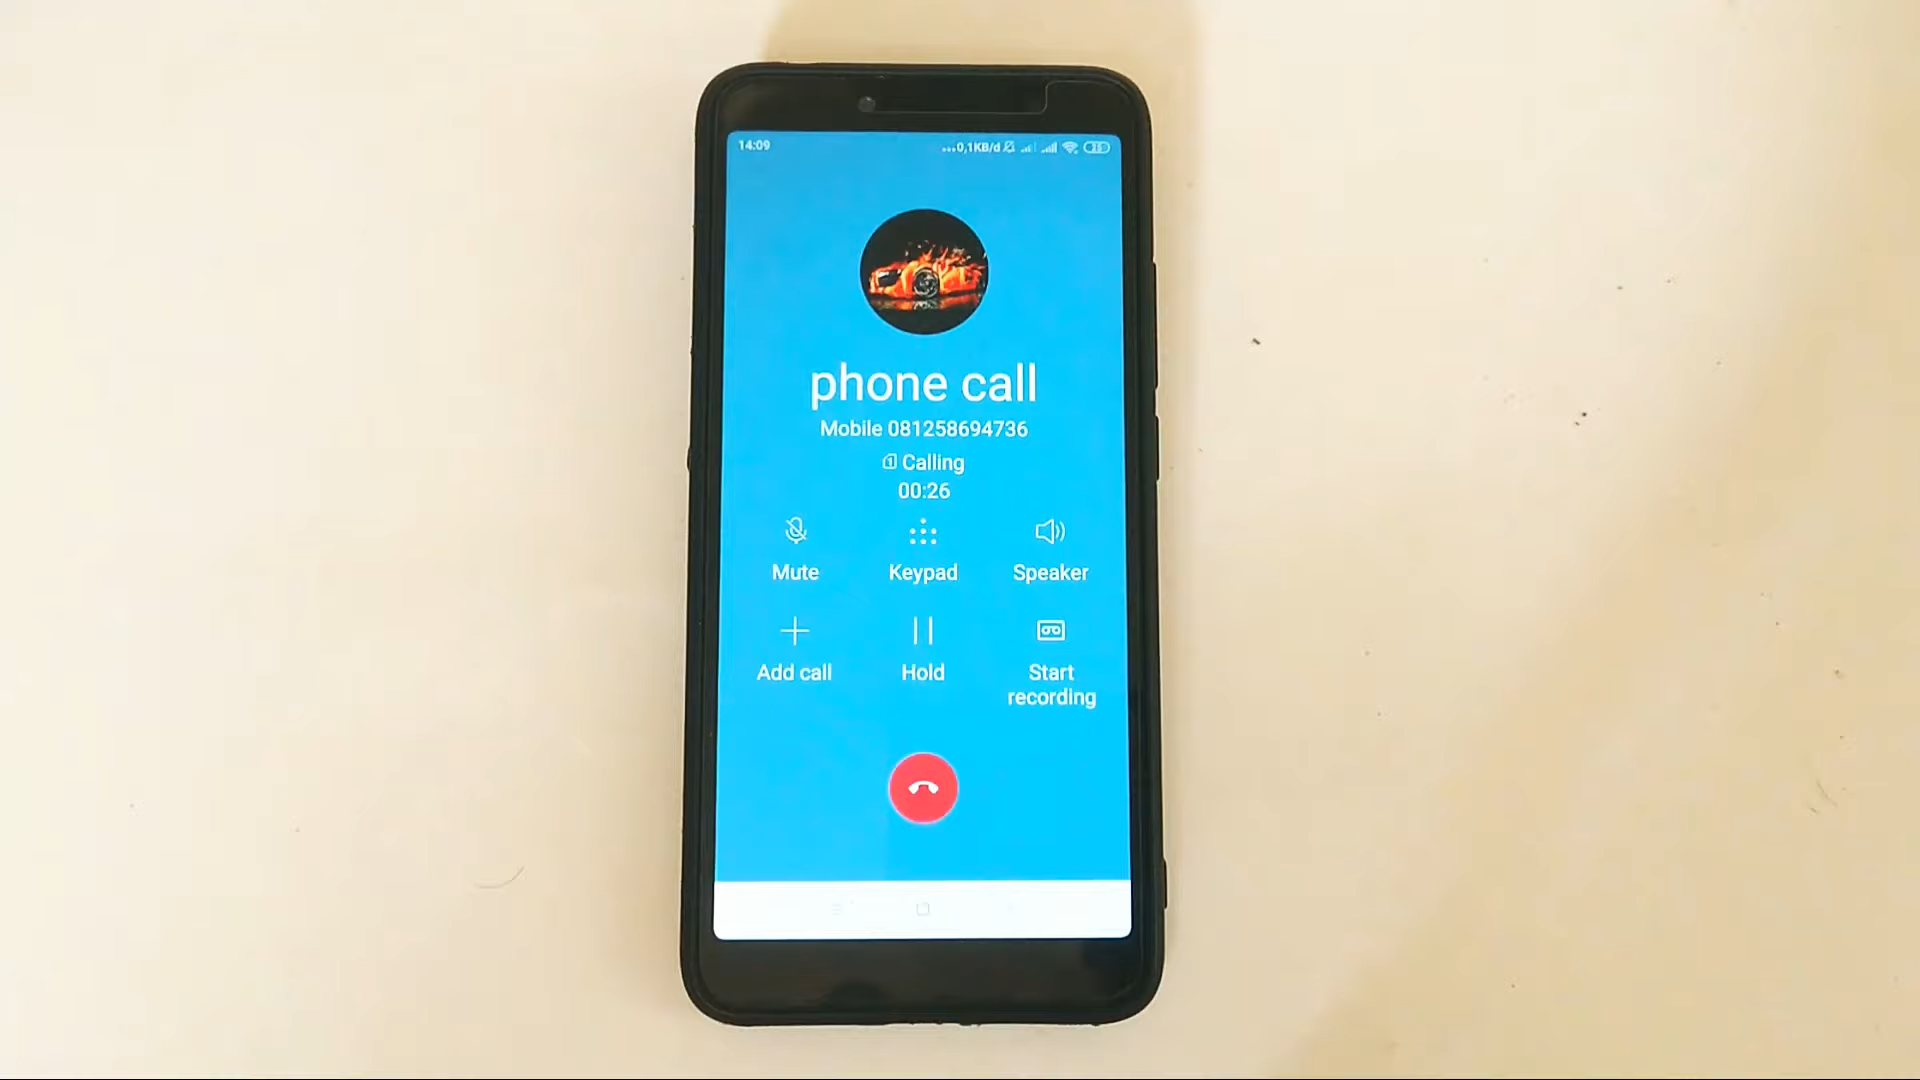 14:09
...0,1KB/d
phone call
Mobile 081258694736
1 Calling
00:26
Mute Keypad Speaker
Add call Hold Start recording